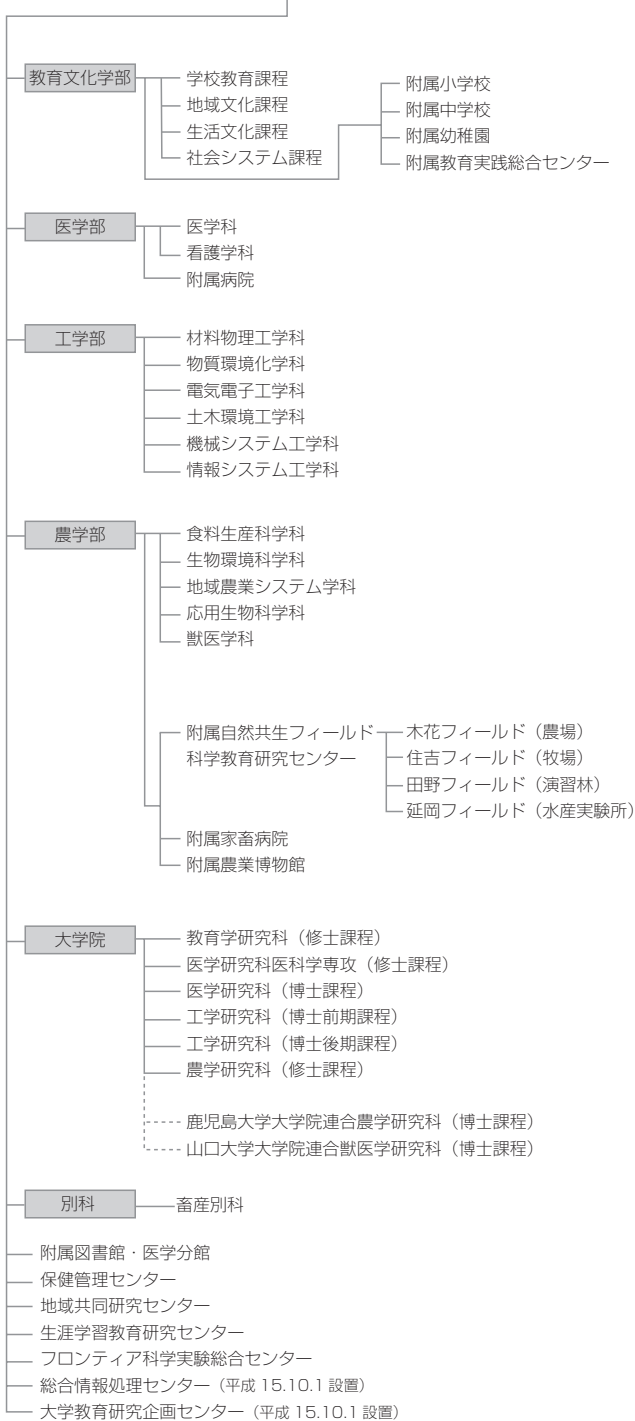 教育文化学部
学校教育課程
地域文化課程
生活文化課程
社会システム課程
附属小学校
附属中学校
附属幼稚園
附属教育実践総合センター
医学部
医学科
看護学科
附属病院
工学部
材料物理工学科
物質環境化学科
電気電子工学科
土木環境工学科
機械システム工学科
情報システム工学科
農学部
食料生産科学科
生物環境科学科
地域農業システム学科
応用生物科学科
獣医学科
附属自然共生フィールド
科学教育研究センター
木花フィールド(農場)
住吉フィールド(牧場)
田野フィールド(演習林)
延岡フィールド(水産実験所)
附属家畜病院
附属農業博物館
大学院
教育学研究科(修士課程)
医学研究科医科学専攻(修士課程)
医学研究科(博士課程)
工学研究科(博士前期課程)
工学研究科(博士後期課程)
農学研究科(修士課程)
鹿児島大学大学院連合農学研究科(博士課程)
山口大学大学院連合獣医学研究科(博士課程)
別科
畜産別科
附属図書館・医学分館
保健管理センター
地域共同研究センター
生涯学習教育研究センター
フロンティア科学実験総合センター
総合情報処理センター(平成 15.10.1 設置)
大学教育研究企画センター(平成 15.10.1 設置)